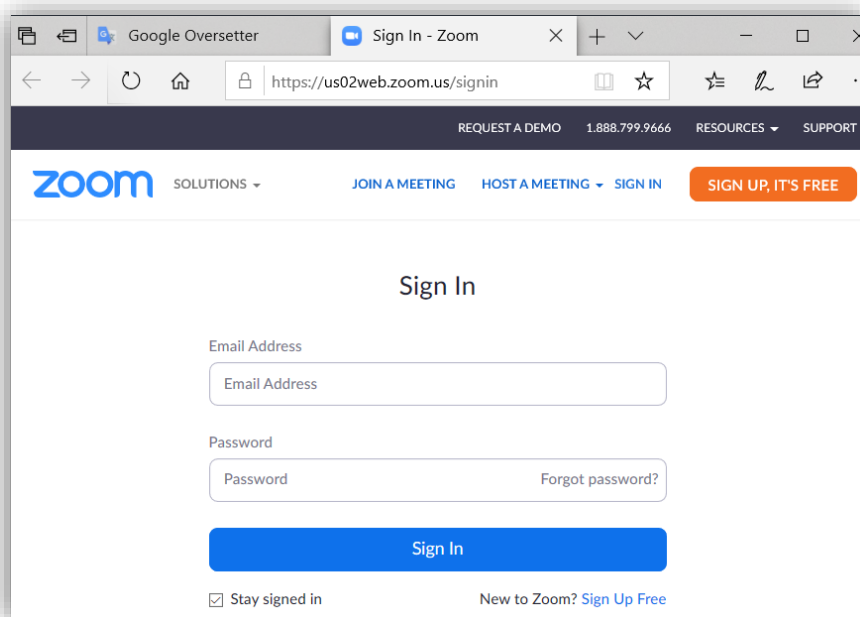 Google Oversetter Sign In - Zoom
https://us02web.zoom.us/signin
REQUEST A DEMO 1.888.799.9666 RESOURCES SUPPORT
zoom SOLUTIONS JOIN A MEETING HOST A MEETING SIGN IN SIGN UP, IT'S FREE
Sign In
Email Address
Email Address
Password
Password Forgot password?
Sign In
Stay signed in New to Zoom? Sign Up Free